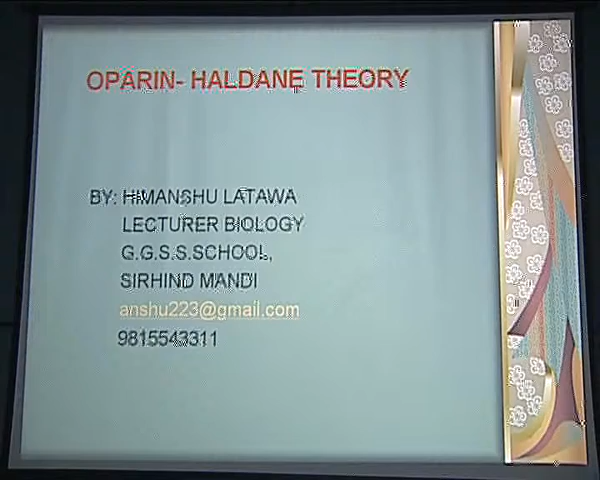 OPARIN- HALDANE THEORY
BY: HIMANSHU LATAWA
LECTURER BIOLOGY
G.G.S.S.SCHOOL,
SIRHIND MANDI
anshu223@gmail.com
9815543311